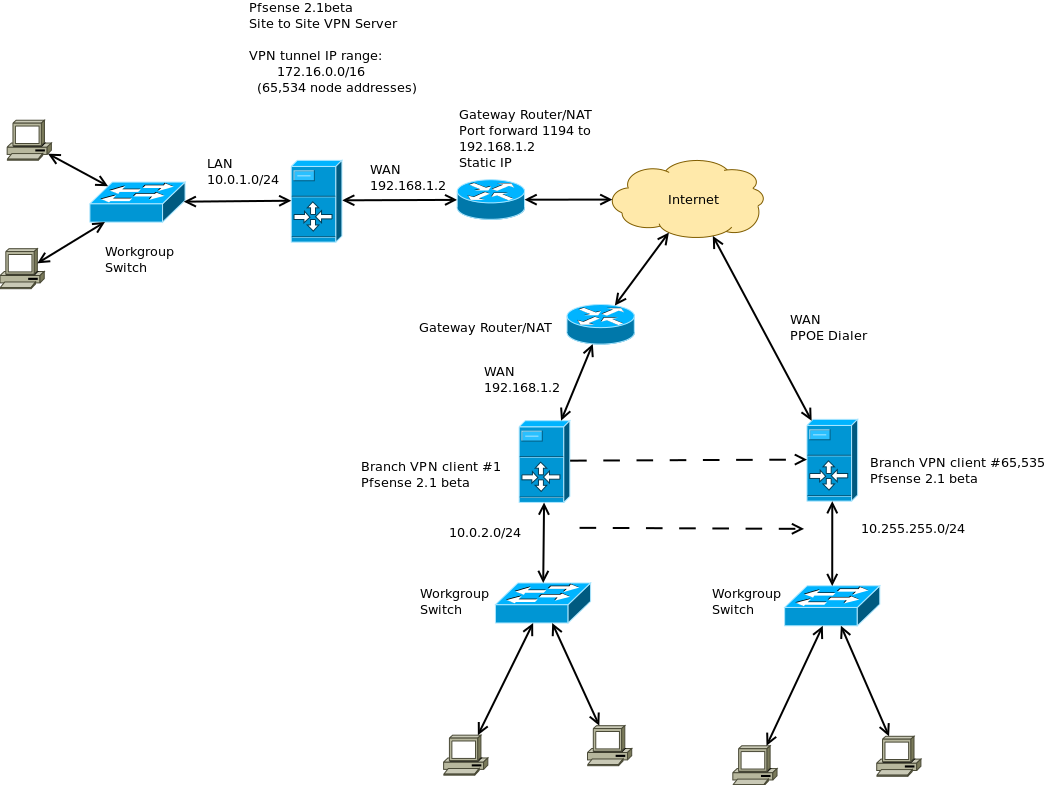 Pfsense 2.1beta
Site to Site VPN Server
VPN tunnel IP range:
172.16.0.0/16
(65,534 node addresses)
Gateway Router/NAT
Port forward 1194 to
192.168.1.2
Static IP
LAN
10.0.1.0/24
WAN
192.168.1.2
Internet
Workgroup
Switch
Gateway Router/NAT
WAN
PPOE Dialer
WAN
192.168.1.2
Branch VPN client #1
Pfsense 2.1 beta
Branch VPN client #65,535
Pfsense 2.1 beta
10.0.2.0/24
10.255.255.0/24
Workgroup
Switch
Workgroup
Switch